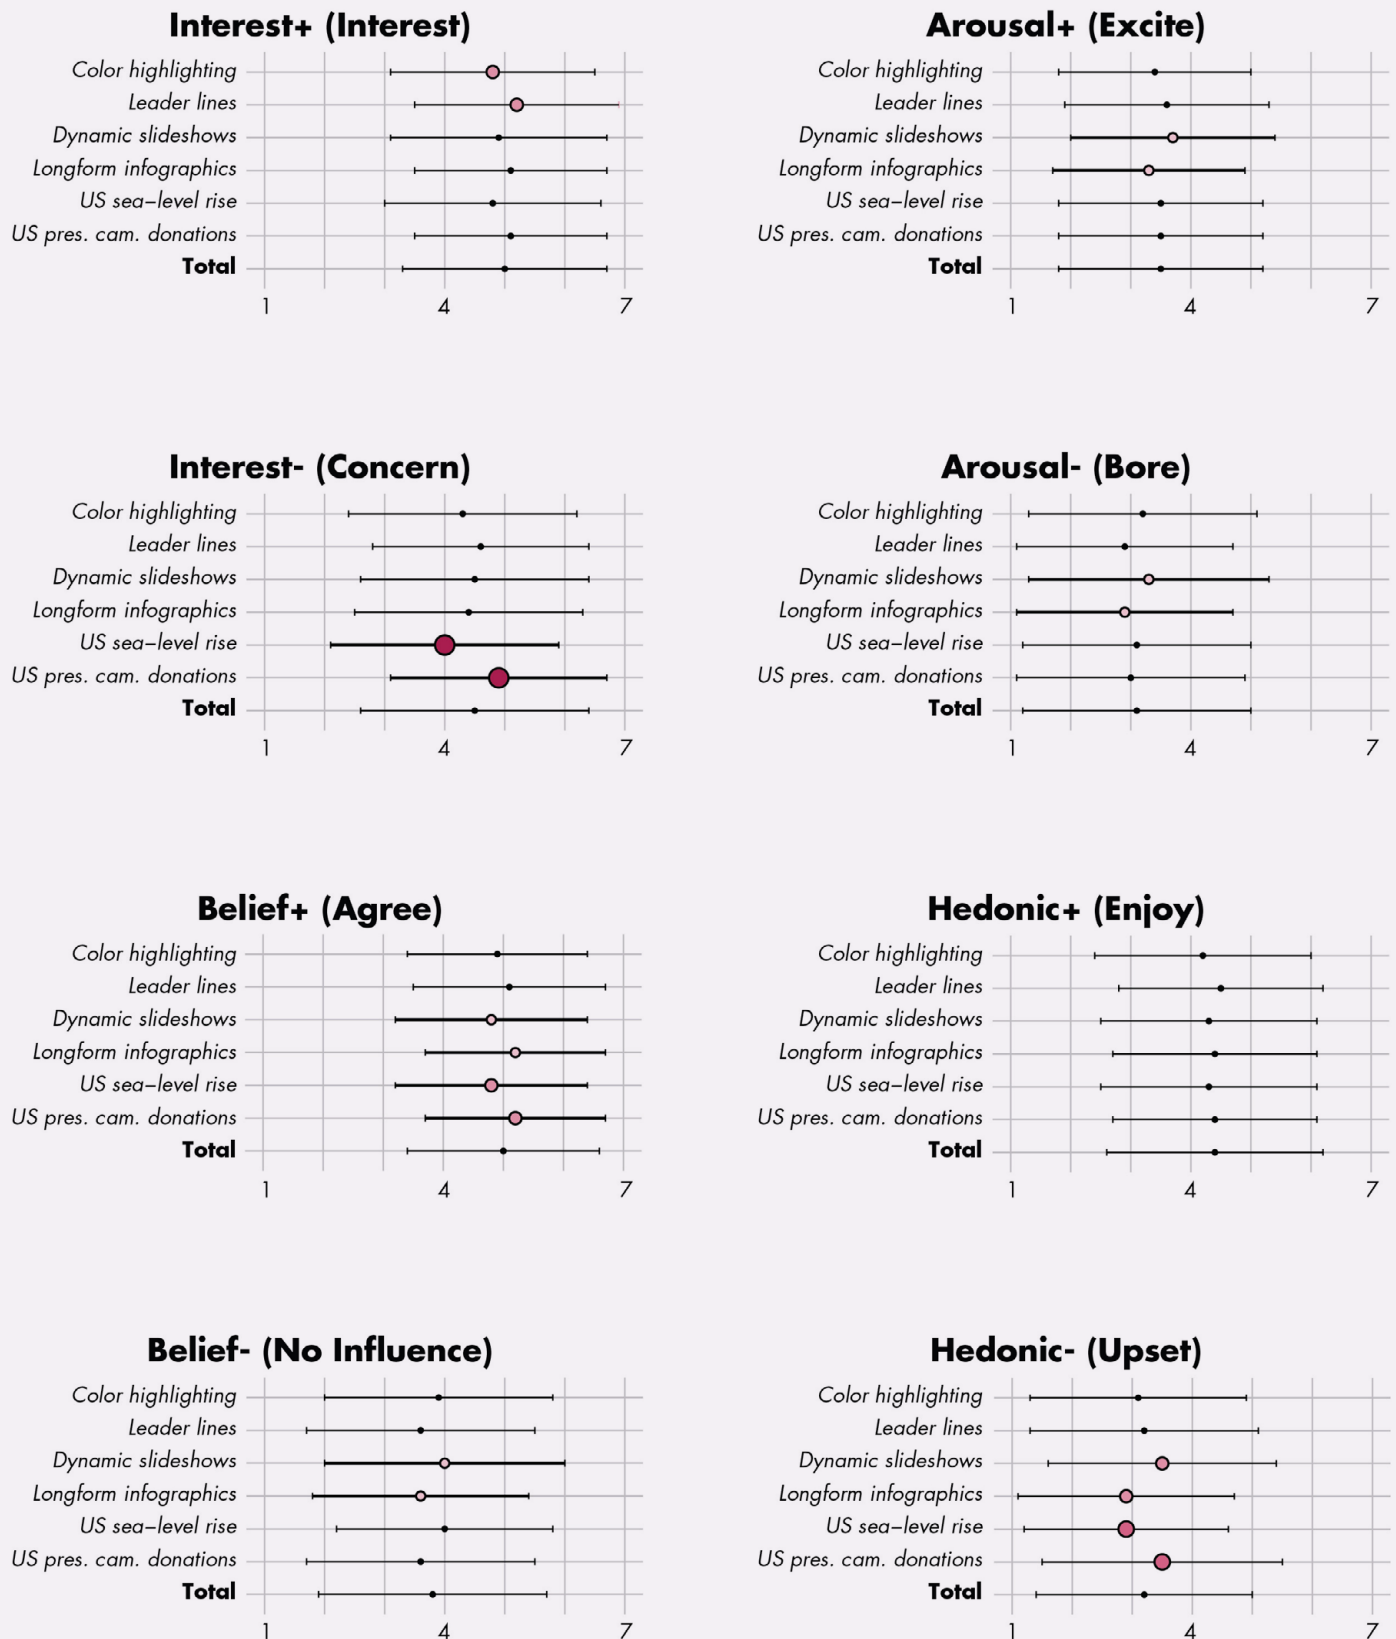 Interest+ (Interest)
Color highlighting
Leader lines
Dynamic slideshows
Longform infographics
US sea–level rise
US pres. cam. donations
Total
1 4 7
Arousal+ (Excite)
Color highlighting
Leader lines
Dynamic slideshows
Longform infographics
US sea–level rise
US pres. cam. donations
Total
1 4 7
Interest- (Concern)
Color highlighting
Leader lines
Dynamic slideshows
Longform infographics
US sea–level rise
US pres. cam. donations
Total
1 4 7
Arousal- (Bore)
Color highlighting
Leader lines
Dynamic slideshows
Longform infographics
US sea–level rise
US pres. cam. donations
Total
1 4 7
Belief+ (Agree)
Color highlighting
Leader lines
Dynamic slideshows
Longform infographics
US sea–level rise
US pres. cam. donations
Total
1 4 7
Hedonic+ (Enjoy)
Color highlighting
Leader lines
Dynamic slideshows
Longform infographics
US sea–level rise
US pres. cam. donations
Total
1 4 7
Belief- (No Influence)
Color highlighting
Leader lines
Dynamic slideshows
Longform infographics
US sea–level rise
US pres. cam. donations
Total
1 4 7
Hedonic- (Upset)
Color highlighting
Leader lines
Dynamic slideshows
Longform infographics
US sea–level rise
US pres. cam. donations
Total
1 4 7